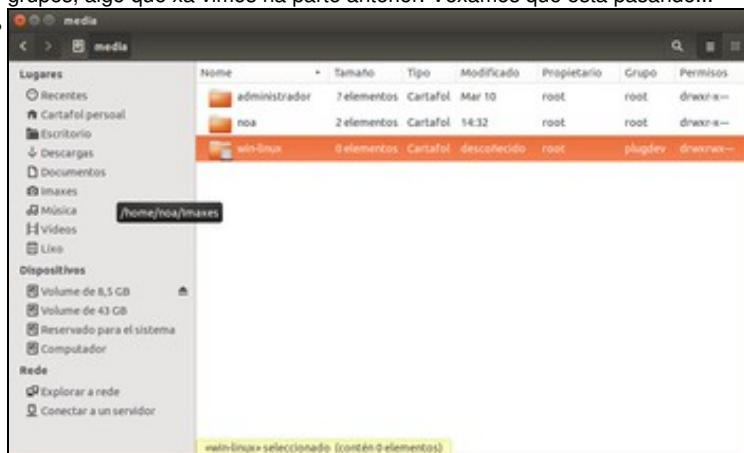 grupos, algo que xa vimos na parte anterior. Vexamos que está pasando...
media
media
Lugares
Recentes
Cartafol persoal
Escritorio
Descargas
Documentos
Imaxes
Música
Vídeos
Lixo
/home/noa/Imaxes
Dispositivos
Volume de 8,5 GB
Volume de 43 GB
Reservado para el sistema
Computador
Rede
Explorar a rede
Conectar a un servidor
Nome Tamaño Tipo Modificado Propietario Grupo Permisos
administrador 7 elementos Cartafol Mar 10 root root drwxr-x---
noa 2 elementos Cartafol 14:32 root root drwxr-x---
win-linux 0 elementos Cartafol descoñecido root plugdev drwxrwx---
«win-linux» seleccionado (contén 0 elementos)